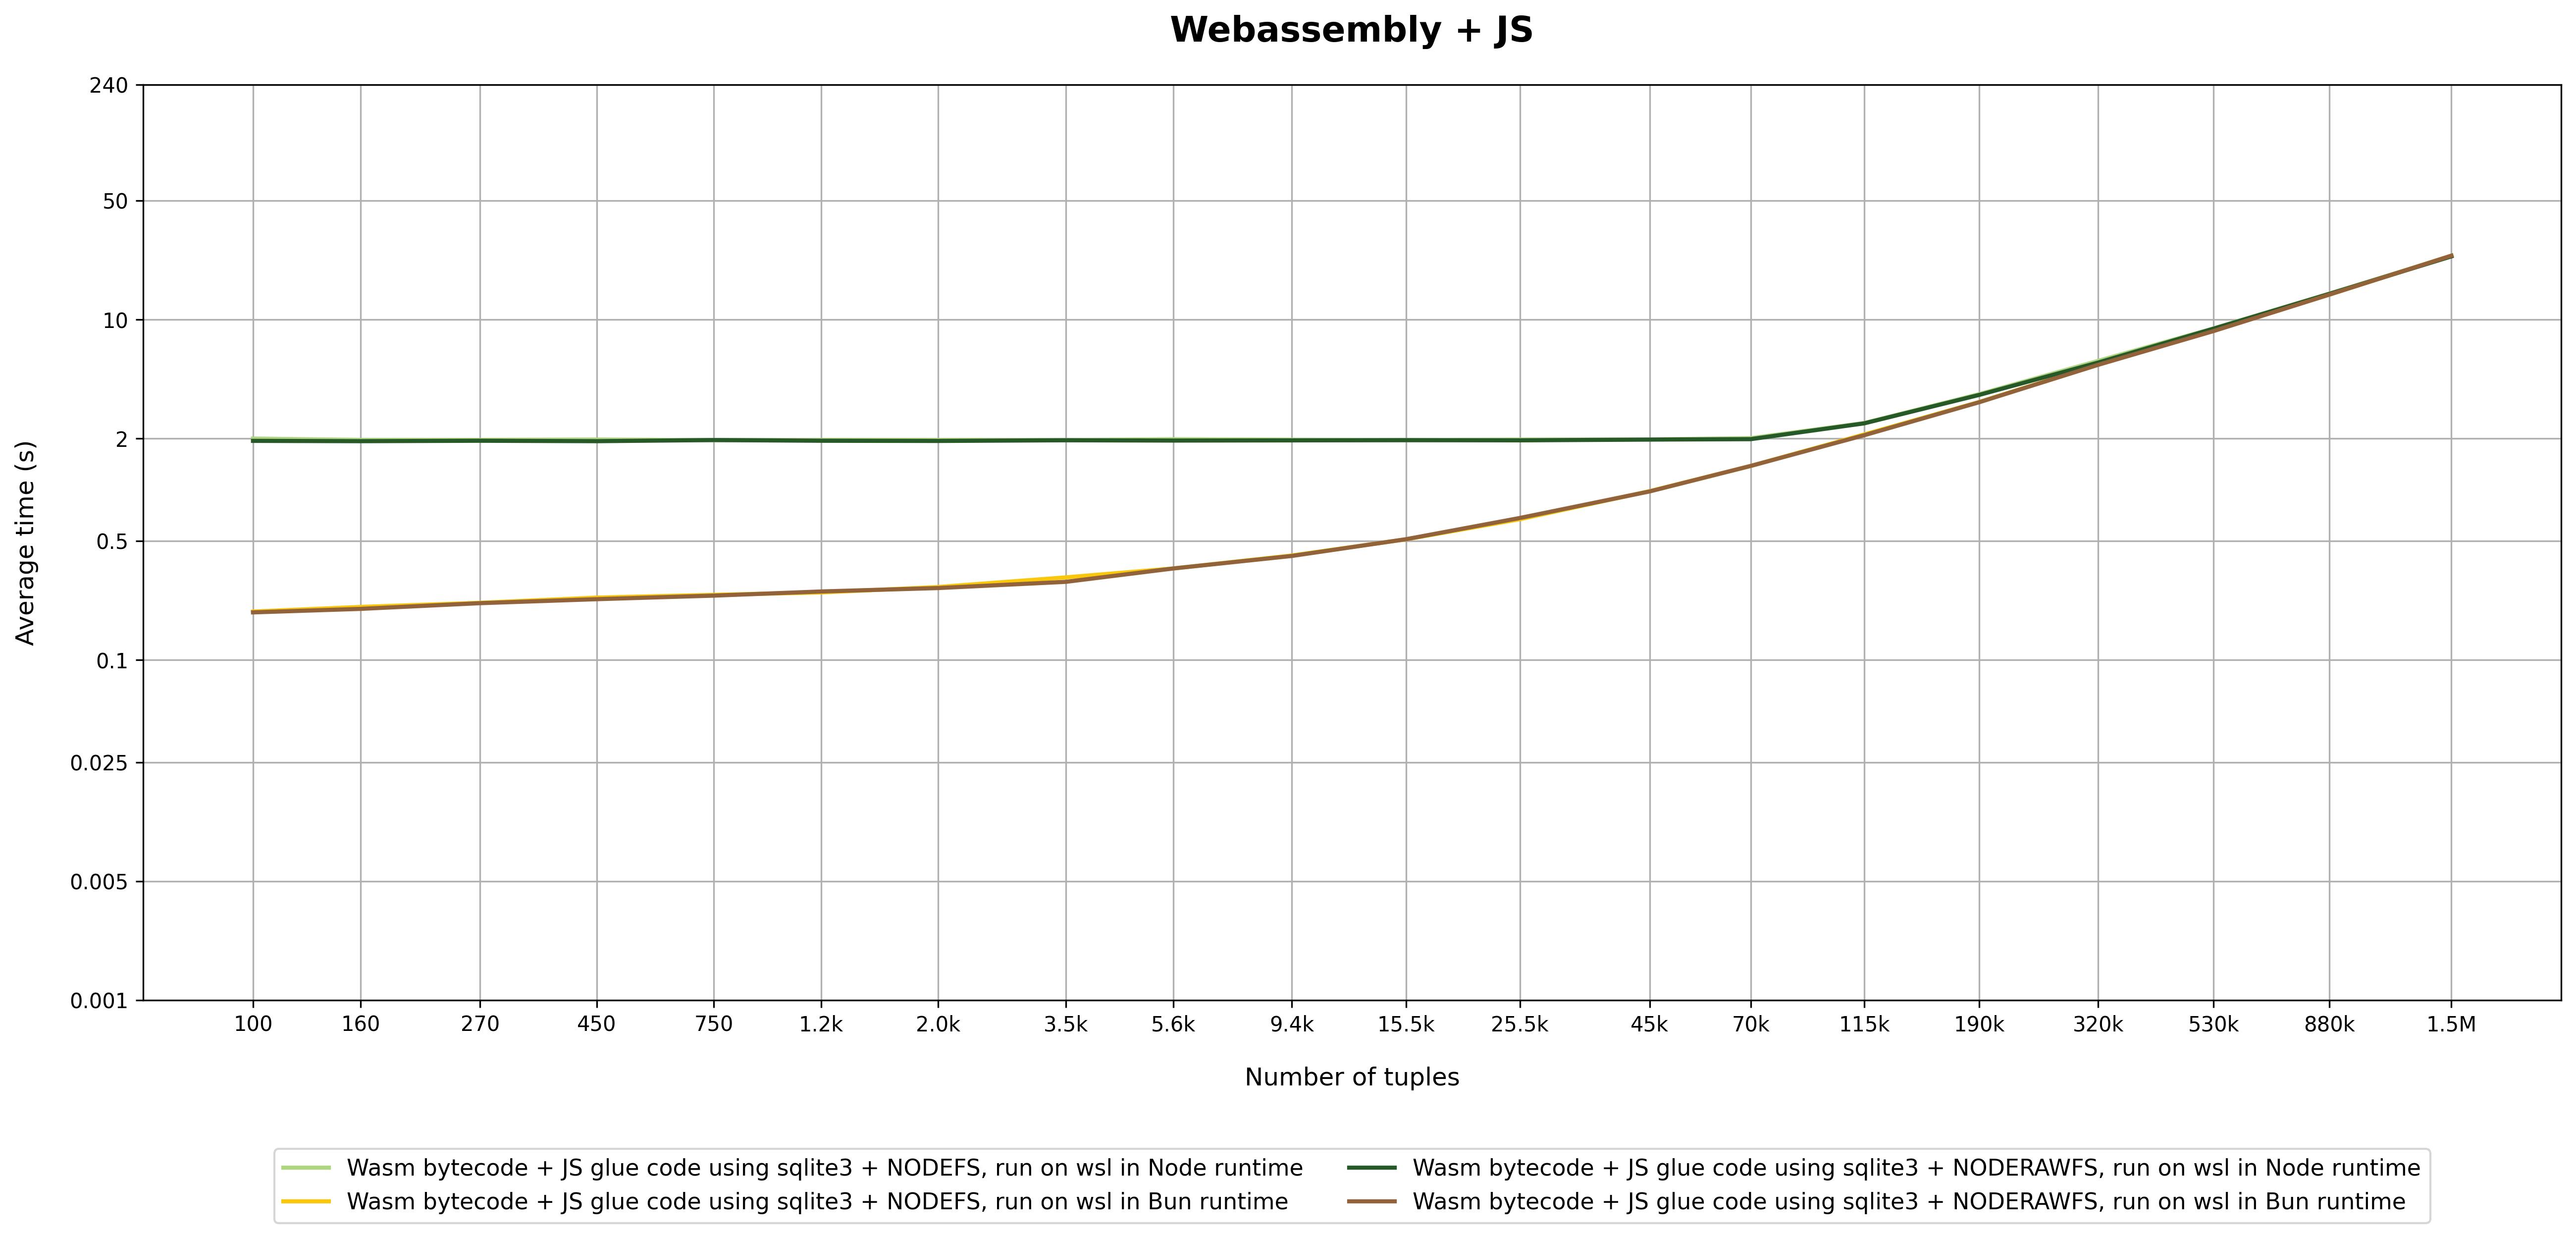 Webassembly + JS
240
50
10
2
0.5
0.1
0.025
0.005
0.001
Average time (s)
100 160 270 450 750 1.2k 2.0k 3.5k 5.6k 9.4k 15.5k 25.5k 45k 70k 115k 190k 320k 530k 880k 1.5M
Number of tuples
Wasm bytecode + JS glue code using sqlite3 + NODEFS, run on wsl in Node runtime
Wasm bytecode + JS glue code using sqlite3 + NODEFS, run on wsl in Bun runtime
Wasm bytecode + JS glue code using sqlite3 + NODERAWFS, run on wsl in Node runtime
Wasm bytecode + JS glue code using sqlite3 + NODERAWFS, run on wsl in Bun runtime